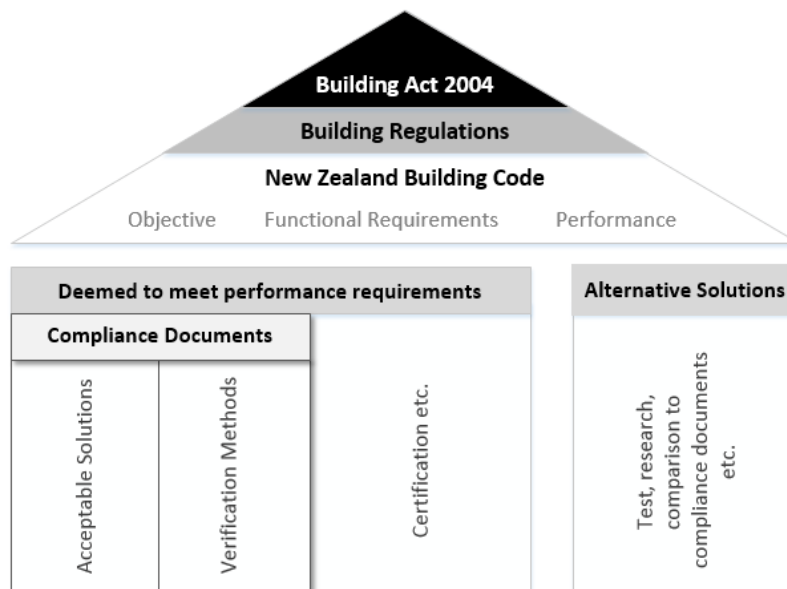 Building Act 2004
Building Regulations
New Zealand Building Code
Objective Functional Requirements Performance
Deemed to meet performance requirements
Compliance Documents
Acceptable Solutions
Verification Methods
Certification etc.
Alternative Solutions
Test, research,
comparison to
compliance documents
etc.